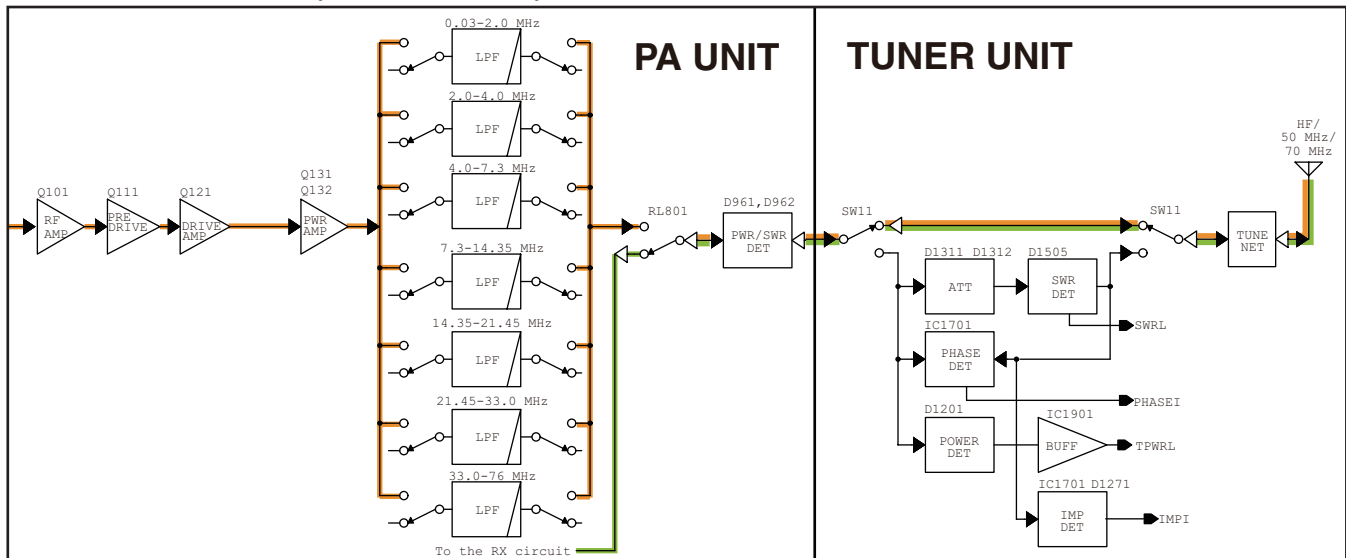 PA UNIT
TUNER UNIT
0.03-2.0 MHz
LPF
2.0-4.0 MHz
LPF
4.0-7.3 MHz
LPF
7.3-14.35 MHz
LPF
14.35-21.45 MHz
LPF
21.45-33.0 MHz
LPF
33.0-76 MHz
LPF
Q101
RF
AMP
Q111
PRE
DRIVE
Q121
DRIVE
AMP
Q131
Q132
PWR
AMP
RL801
To the RX circuit
D961,D962
PWR/SWR
DET
SW11
SW11
HF/
50 MHz/
70 MHz
TUNE
NET
D1311 D1312
ATT
D1505
SWR
DET
SWRL
IC1701
PHASE
DET
PHASEI
D1201
POWER
DET
IC1901
BUFF
TPWRL
IC1701 D1271
IMP
DET
IMPI